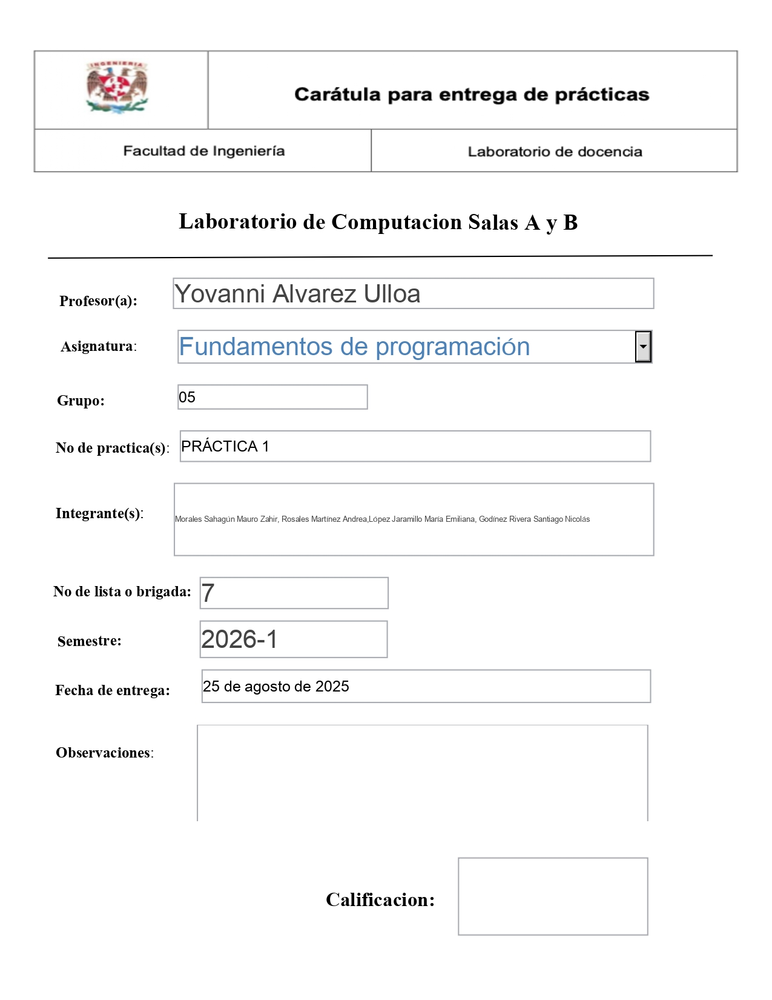 INGENIERIA
Carátula para entrega de prácticas
Facultad de Ingeniería
Laboratorio de docencia
Laboratorio de Computacion Salas A y B
Profesor(a): Yovanni Alvarez Ulloa
Asignatura: Fundamentos de programación
Grupo: 05
No de practica(s): PRÁCTICA 1
Integrante(s): Morales Sahagún Mauro Zahir, Rosales Martínez Andrea,López Jaramillo María Emiliana, Godínez Rivera Santiago Nicolás
No de lista o brigada: 7
Semestre: 2026-1
Fecha de entrega: 25 de agosto de 2025
Observaciones:
Calificacion: